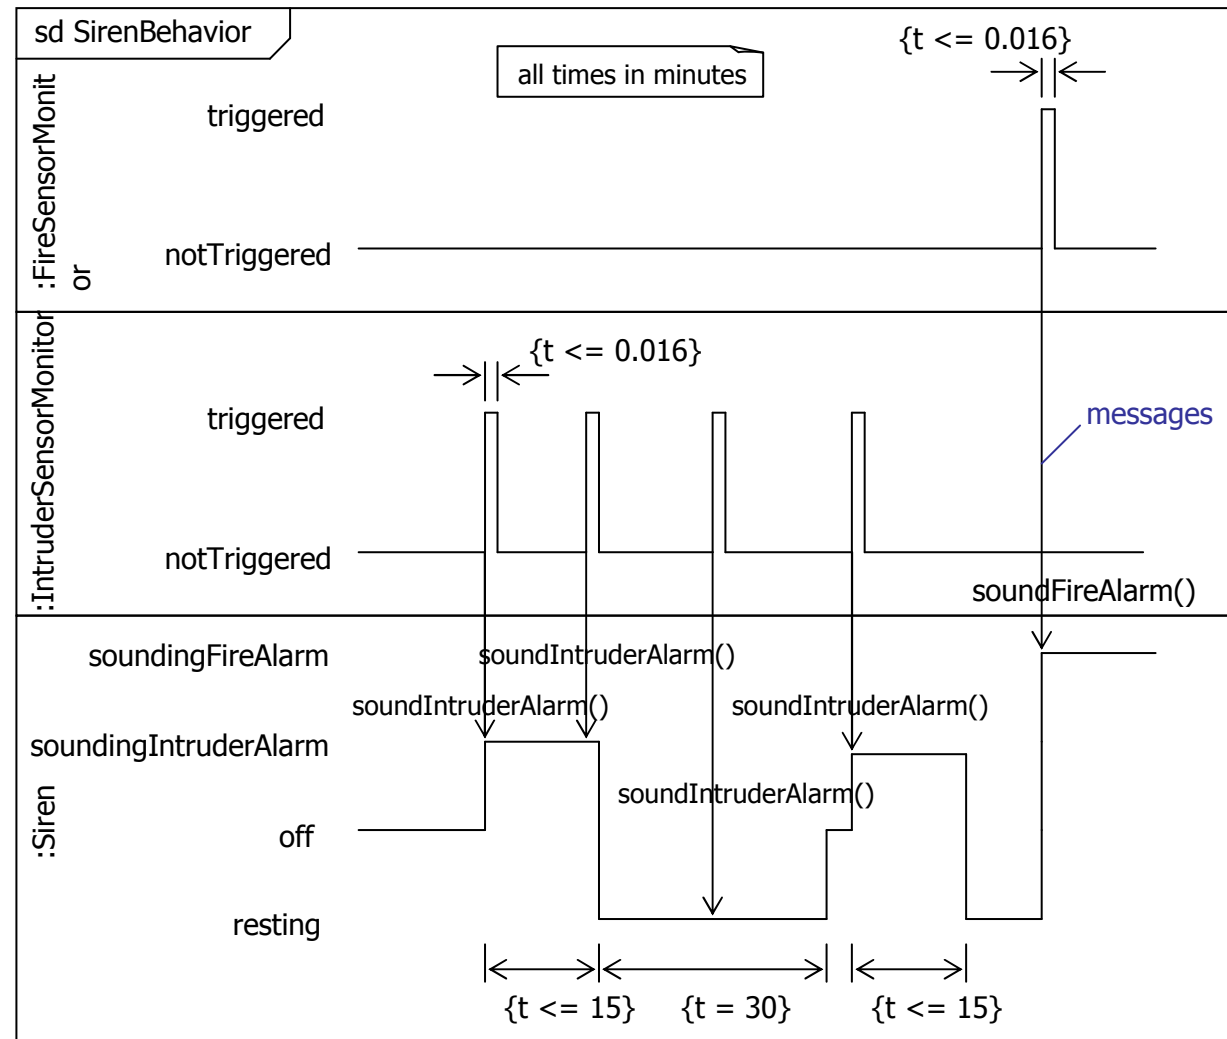 sd SirenBehavior
all times in minutes
{t <= 0.016}
:FireSensorMonit
or
triggered
notTriggered
:IntruderSensorMonitor
{t <= 0.016}
triggered
messages
notTriggered
soundFireAlarm()
:Siren
soundingFireAlarm
soundIntruderAlarm()
soundIntruderAlarm()
soundIntruderAlarm()
soundingIntruderAlarm
soundIntruderAlarm()
off
resting
{t <= 15}
{t = 30}
{t <= 15}